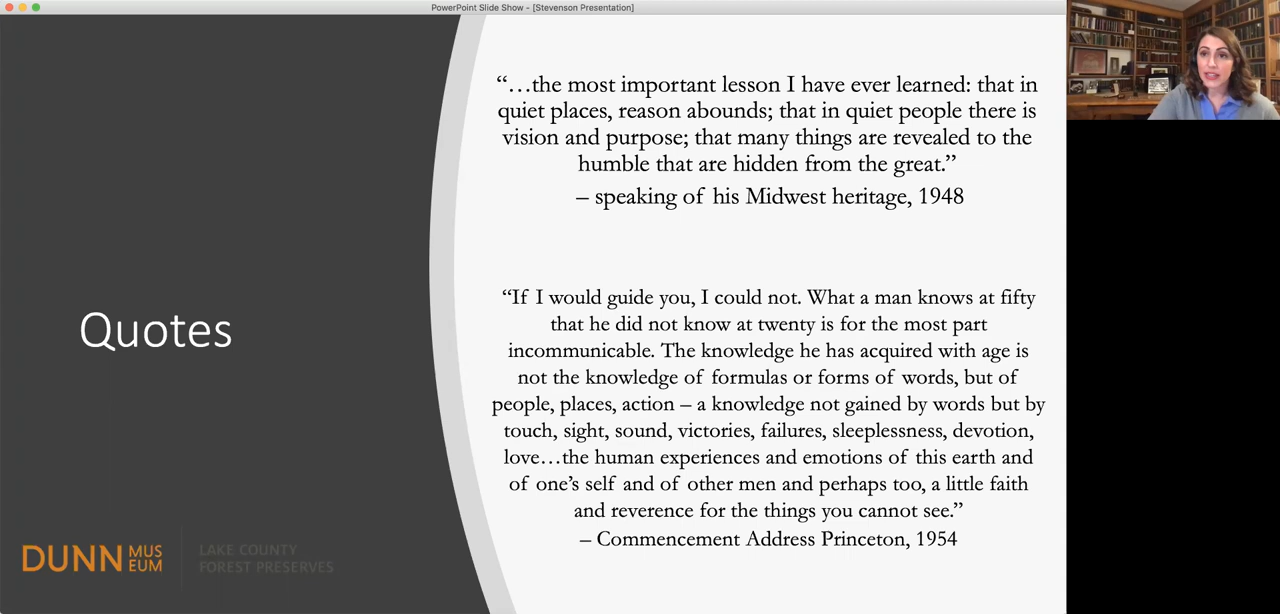 PowerPoint Slide Show - [Stevenson Presentation]
“…the most important lesson I have ever learned: that in
quiet places, reason abounds; that in quiet people there is
vision and purpose; that many things are revealed to the
humble that are hidden from the great.”
– speaking of his Midwest heritage, 1948
Quotes
“If I would guide you, I could not. What a man knows at fifty
that he did not know at twenty is for the most part
incommunicable. The knowledge he has acquired with age is
not the knowledge of formulas or forms of words, but of
people, places, action – a knowledge not gained by words but by
touch, sight, sound, victories, failures, sleeplessness, devotion,
love…the human experiences and emotions of this earth and
of one’s self and of other men and perhaps too, a little faith
and reverence for the things you cannot see.”
– Commencement Address Princeton, 1954
DUNN MUS
EUM
LAKE COUNTY
FOREST PRESERVES